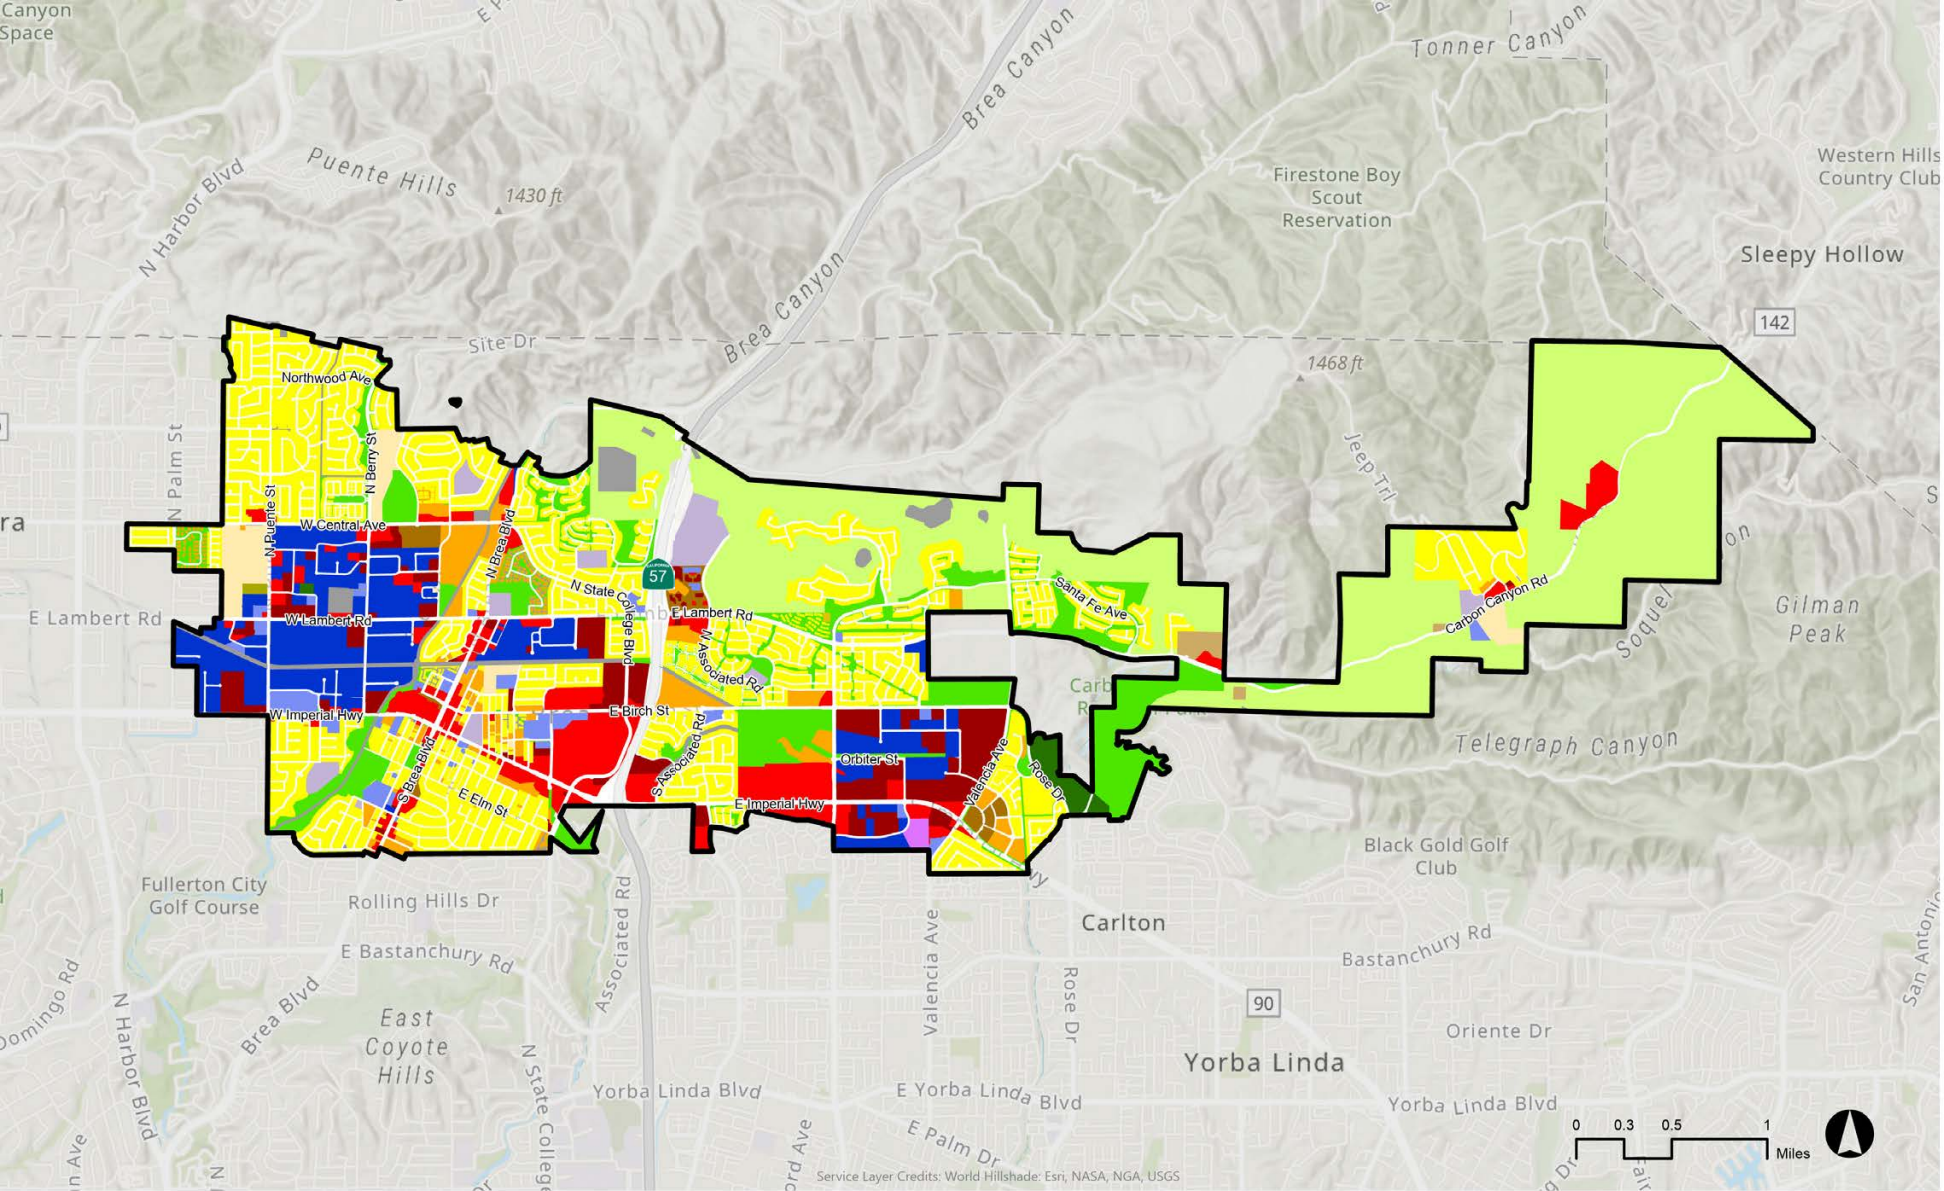 Canyon
Space
Tonner Canyon
Brea Canyon
N Harbor Blvd
Puente Hills
1430 ft
Firestone Boy
Scout
Reservation
Western Hills
Country Club
Sleepy Hollow
142
Site Dr
Brea Canyon
1468 ft
Jeep Trl
N Palm St
Northwood Ave
N Berry St
N Puente St
W Central Ave
N Brea Blvd
CALIFORNIA
57
N State College Blvd
E Lambert Rd
W Lambert Rd
E Lambert Rd
N Associated Rd
Santa Fe Ave
Carbon Canyon Rd
Soquel
Gilman
Peak
W Imperial Hwy
E Birch St
S Associated Rd
S Brea Blvd
E Elm St
Orbiter St
E Imperial Hwy
Valencia Ave
Rose Dr
Telegraph Canyon
Black Gold Golf
Club
Fullerton City
Golf Course
Rolling Hills Dr
E Bastanchury Rd
Associated Rd
Brea Blvd
N Harbor Blvd
Domingo Rd
East
Coyote
Hills
N State College
Valencia Ave
Rose Dr
Carlton
Bastanchury Rd
San Antonio
90
Oriente Dr
Yorba Linda
Yorba Linda Blvd
E Yorba Linda Blvd
Yorba Linda Blvd
E Palm Dr
0 0.3 0.5 1
Miles
Service Layer Credits: World Hillshade: Esri, NASA, NGA, USGS